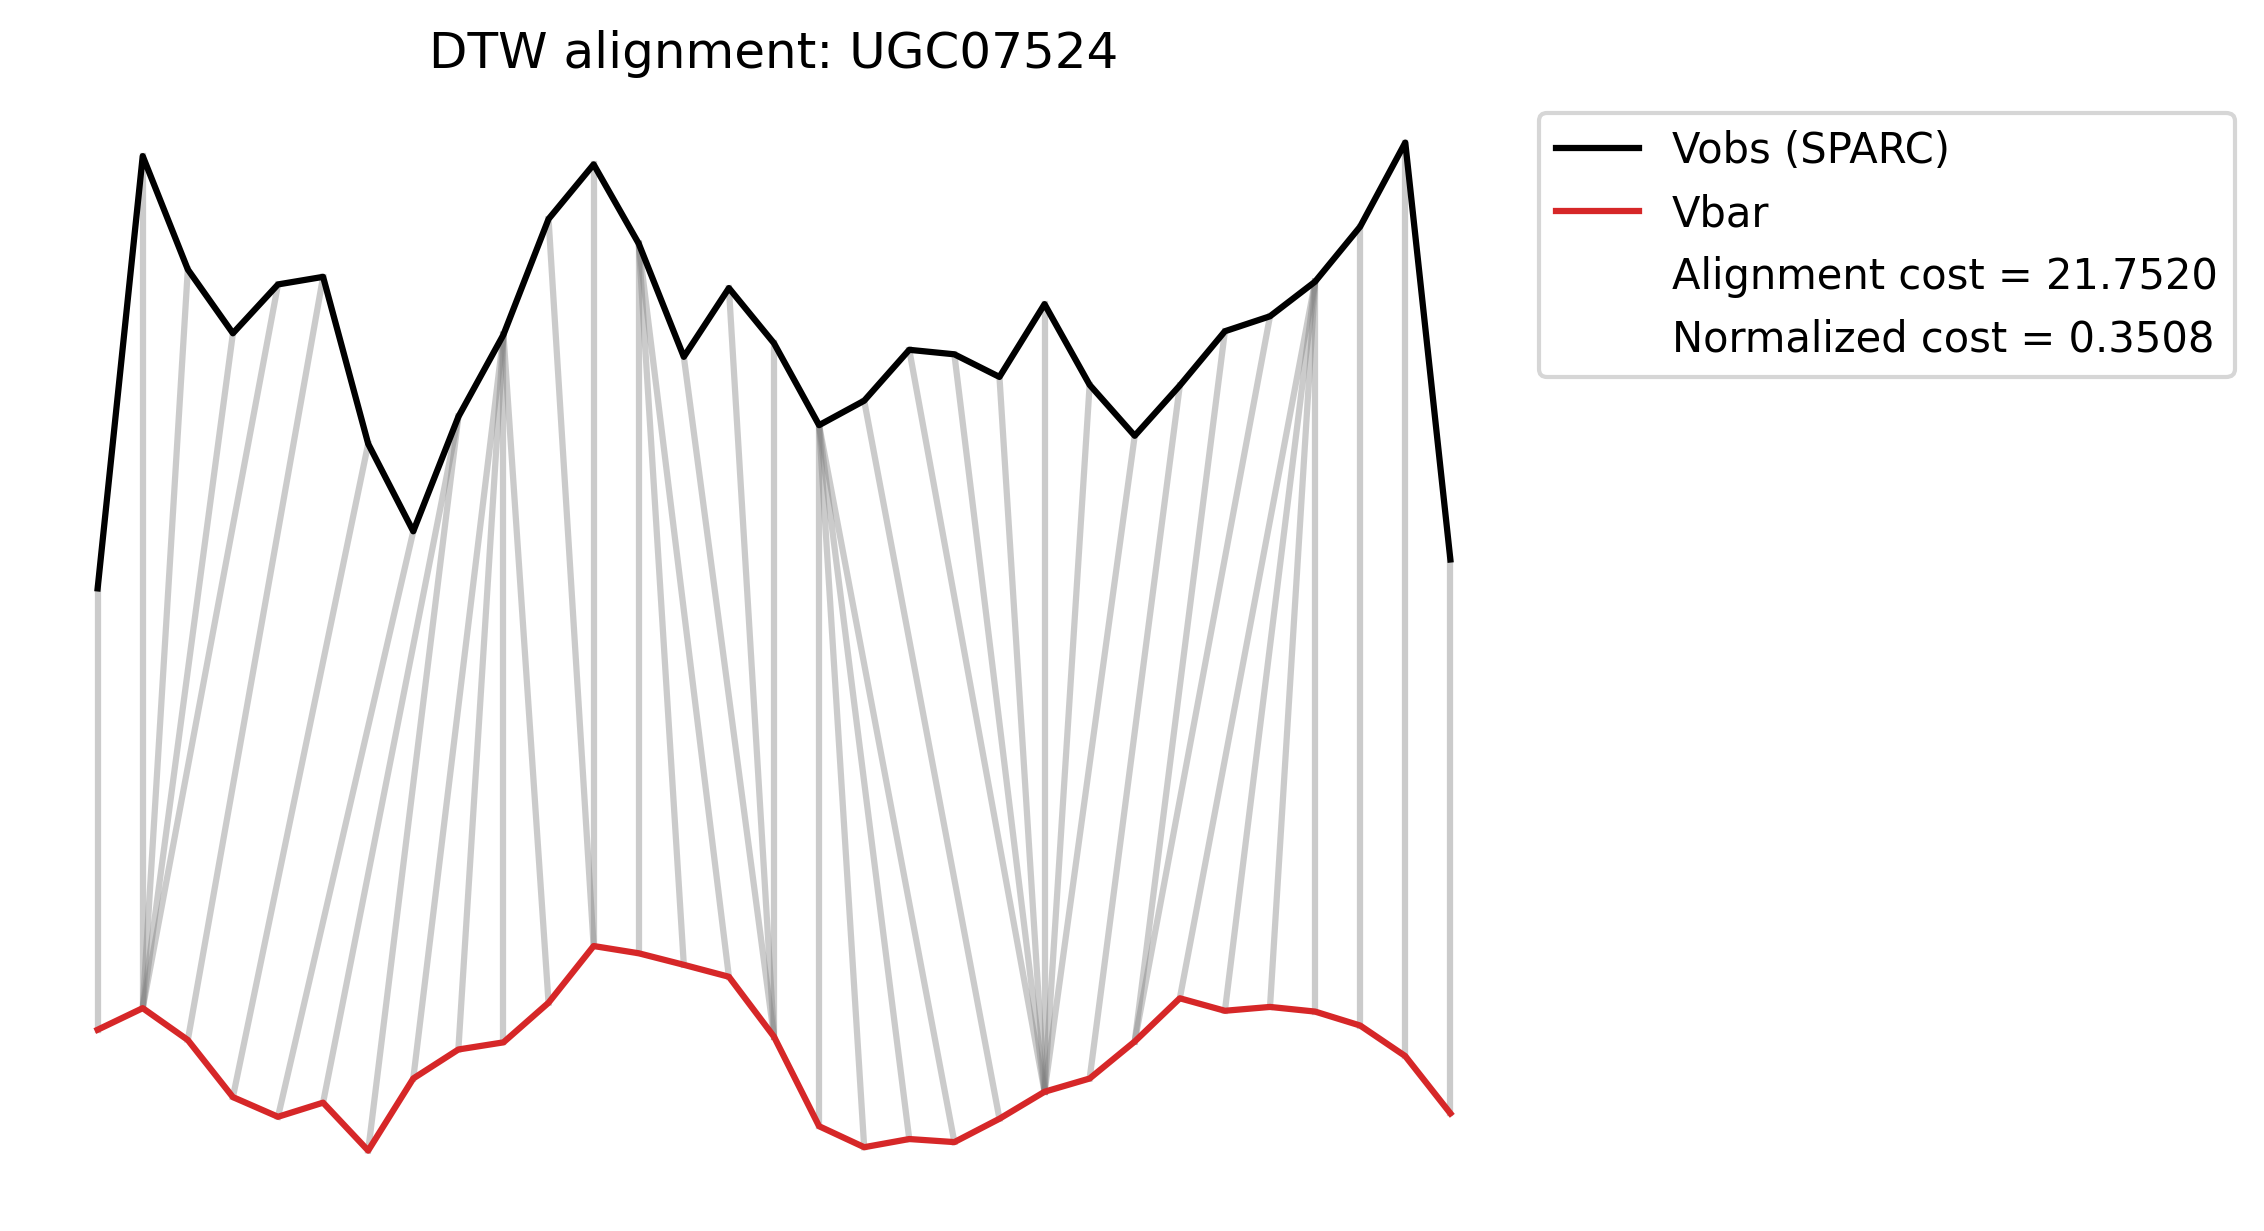 DTW alignment: UGC07524
Vobs (SPARC)
Vbar
Alignment cost = 21.7520
Normalized cost = 0.3508